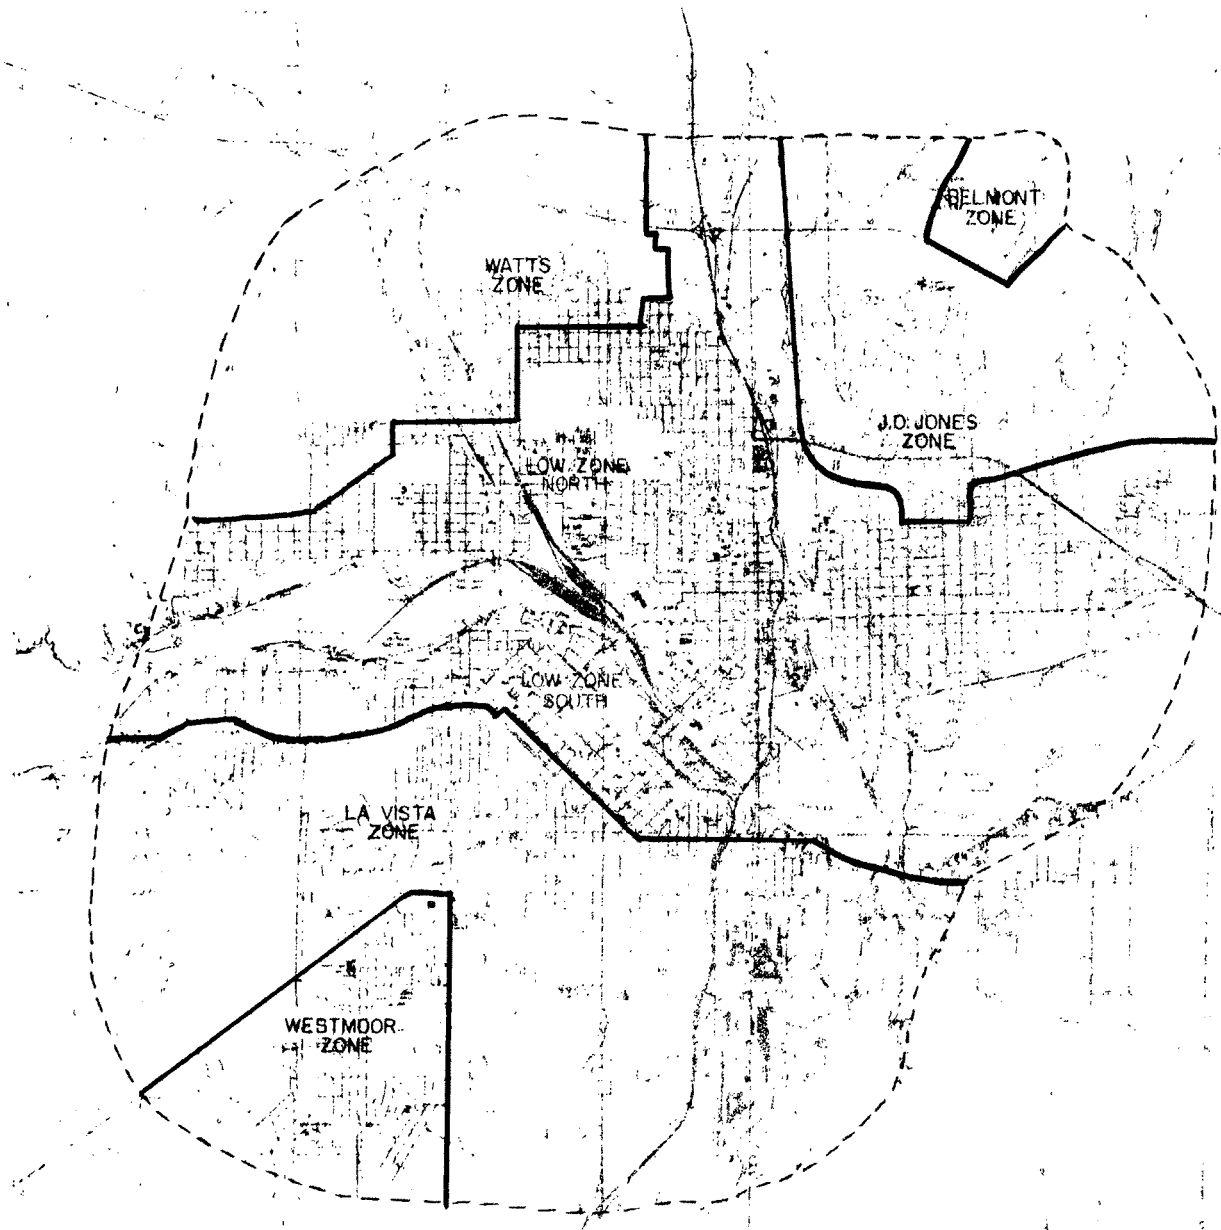 BELMONT
ZONE
WATTS
ZONE
J.D. JONES
ZONE
LOW ZONE
NORTH
LOW ZONE
SOUTH
LA VISTA
ZONE
WESTMOOR
ZONE